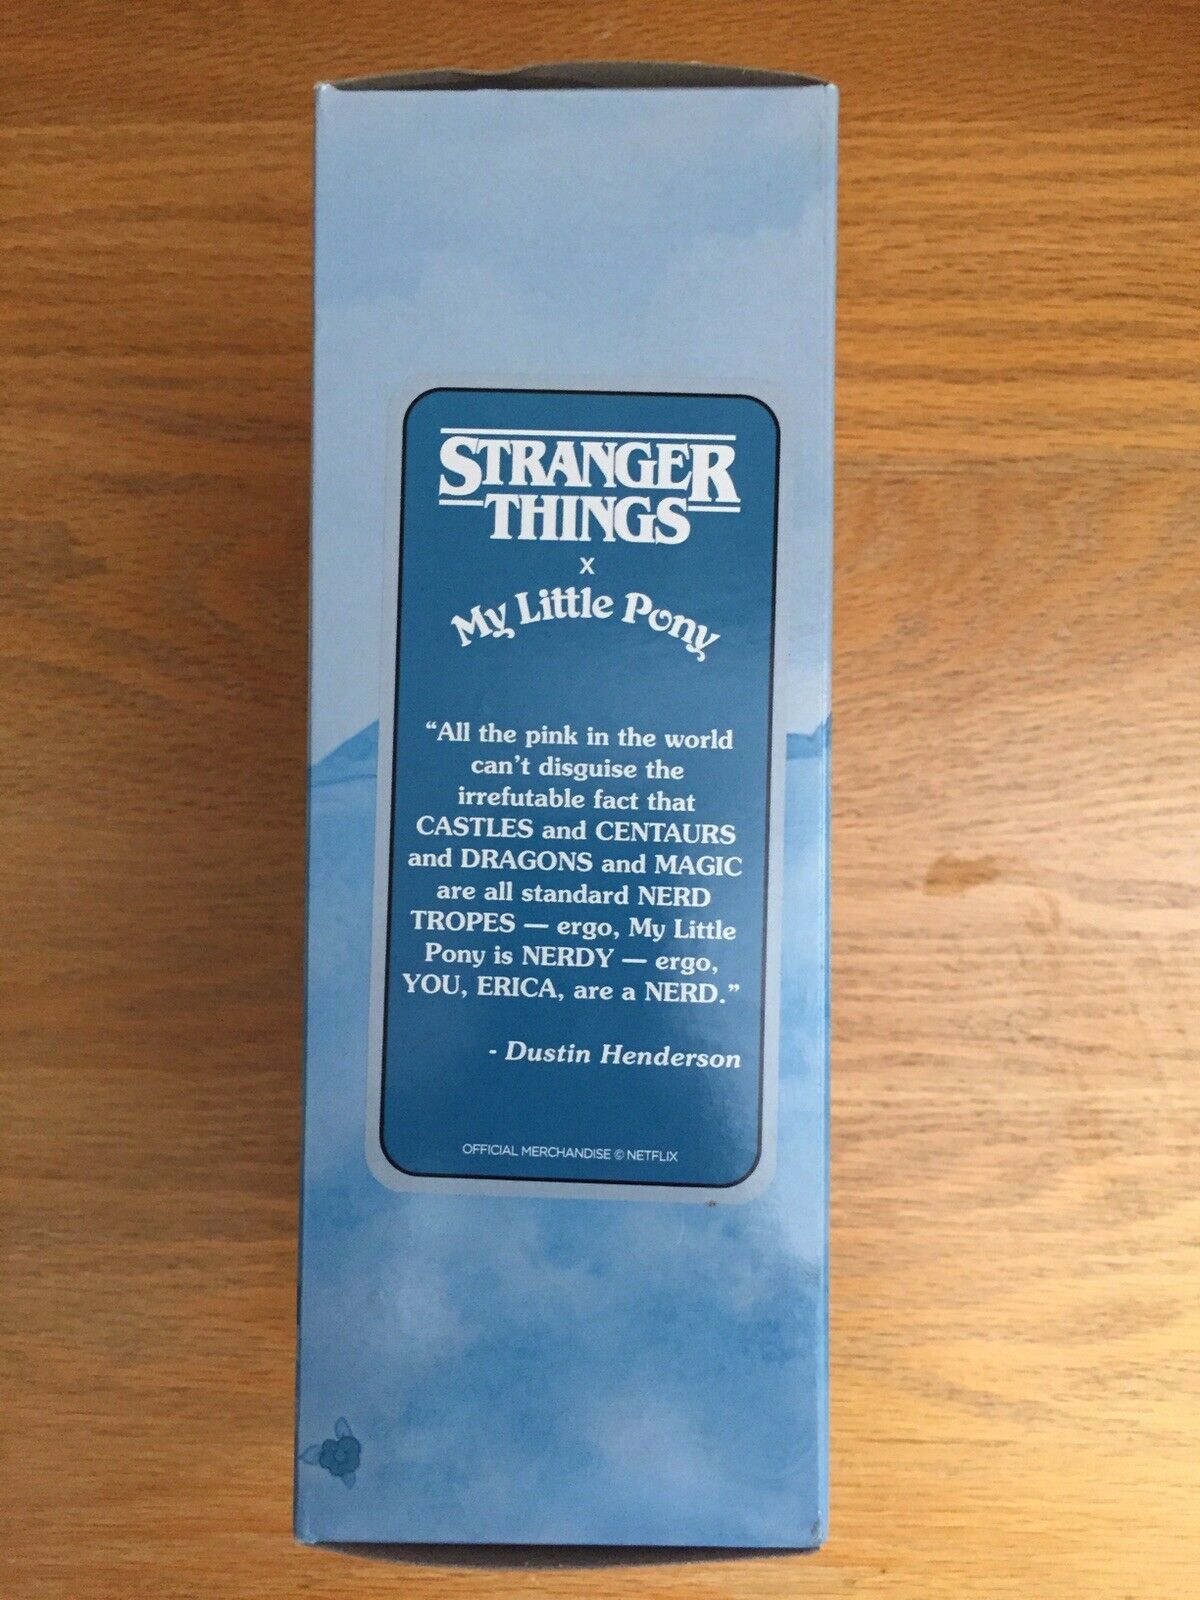 STRANGER
THINGS
x
My Little Pony
“All the pink in the world
can’t disguise the
irrefutable fact that
CASTLES and CENTAURS
and DRAGONS and MAGIC
are all standard NERD
TROPES — ergo, My Little
Pony is NERDY — ergo,
YOU, ERICA, are a NERD.”
- Dustin Henderson
OFFICIAL MERCHANDISE © NETFLIX